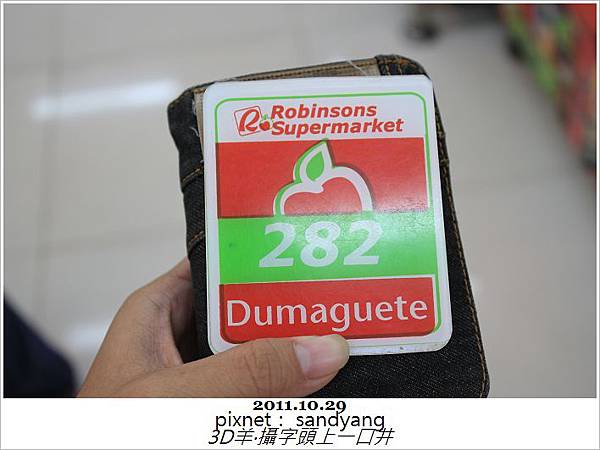 Robinsons
Supermarket
282
Dumaguete
2011.10.29
pixnet： sandyang
3D羊‧攝字頭上一口井